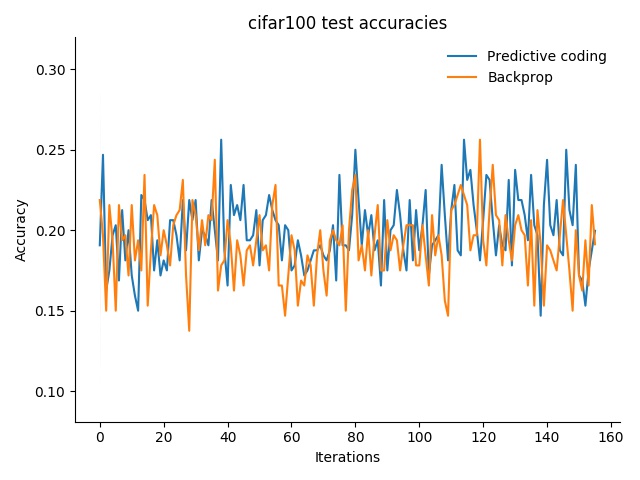 cifar100 test accuracies
Predictive coding
Backprop
Accuracy
0.30
0.25
0.20
0.15
0.10
0 20 40 60 80 100 120 140 160
Iterations